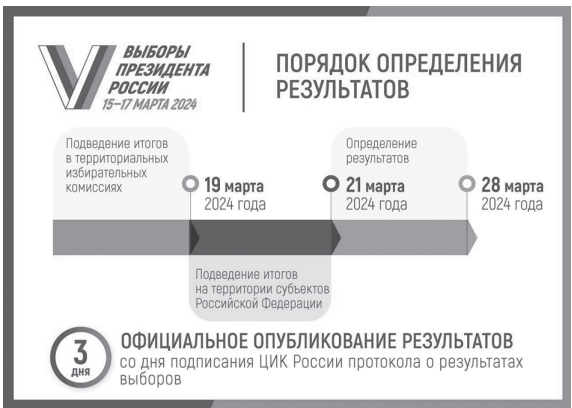 ВЫБОРЫ
ПРЕЗИДЕНТА
РОССИИ
15–17 МАРТА 2024
ПОРЯДОК ОПРЕДЕЛЕНИЯ
РЕЗУЛЬТАТОВ
Подведение итогов
в территориальных
избирательных
комиссиях
19 марта
2024 года
Определение
результатов
21 марта
2024 года
28 марта
2024 года
Подведение итогов
на территории субъектов
Российской Федерации
3
ДНЯ
ОФИЦИАЛЬНОЕ ОПУБЛИКОВАНИЕ РЕЗУЛЬТАТОВ
со дня подписания ЦИК России протокола о результатах
выборов